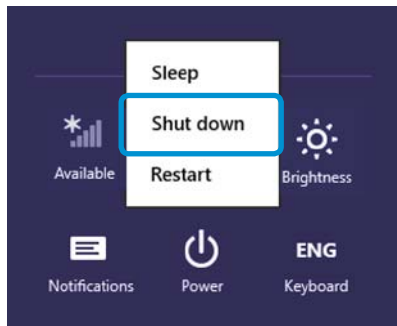 Sleep
Shut down
Restart
Available
Brightness
ENG
Notifications
Power
Keyboard